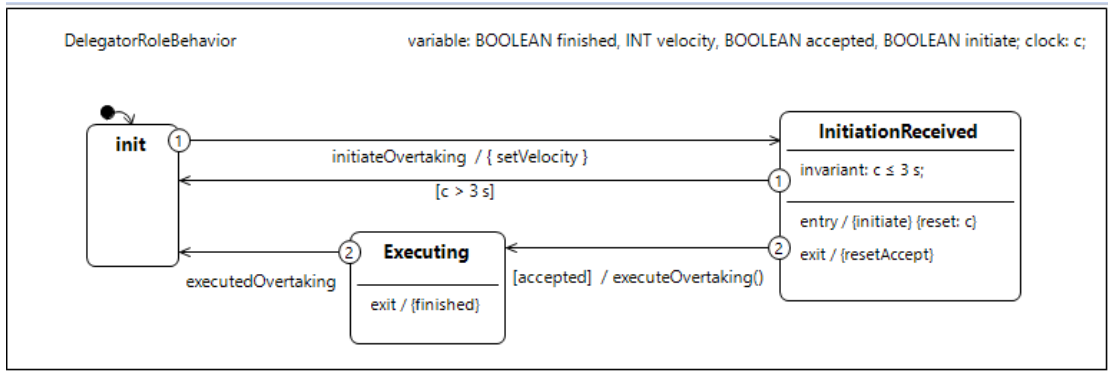 DelegatorRoleBehavior
variable: BOOLEAN finished, INT velocity, BOOLEAN accepted, BOOLEAN initiate; clock: c;
init
1
initiateOvertaking / { setVelocity }
InitiationReceived
invariant: c ≤ 3 s;
1
[c > 3 s]
entry / {initiate} {reset: c}
exit / {resetAccept}
2
[accepted] / executeOvertaking()
Executing
2
exit / {finished}
executedOvertaking